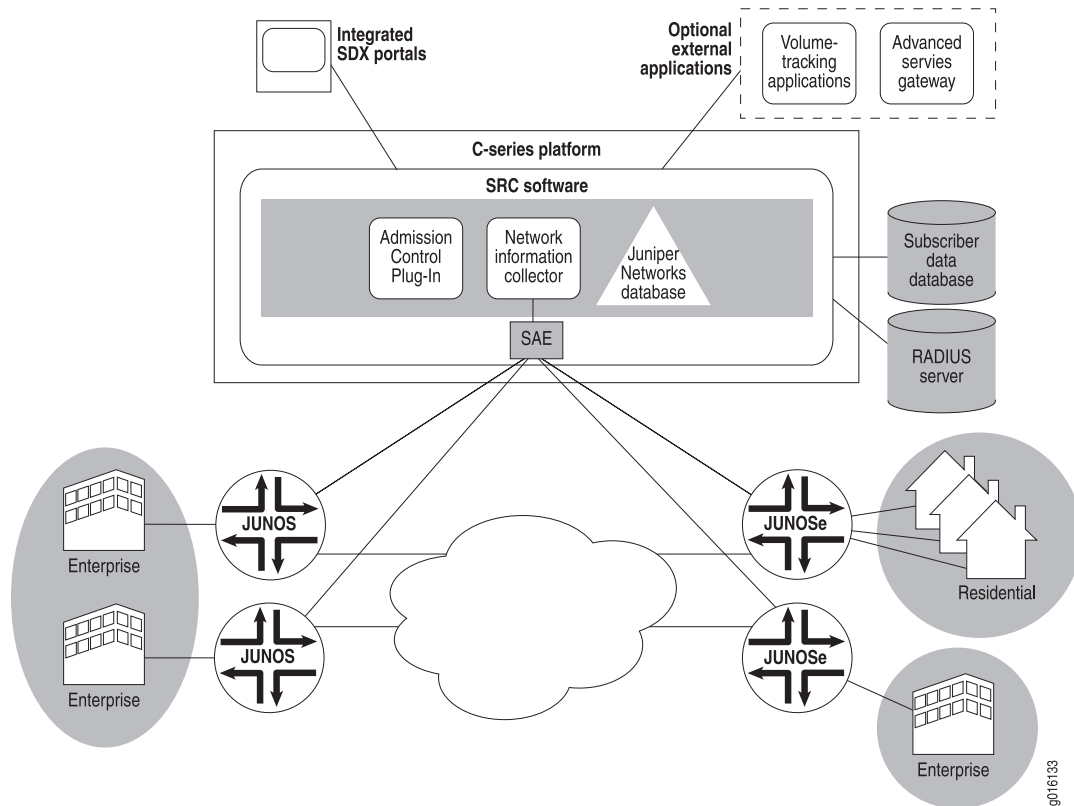 Integrated
SDX portals
Optional
external
applications
Volume-
tracking
applications
Advanced
servies
gateway
C-series platform
SRC software
Admission
Control
Plug-In
Network
information
collector
Juniper
Networks
database
Subscriber
data
database
SAE
RADIUS
server
JUNOS
JUNOSe
Enterprise
Residential
JUNOS
JUNOSe
Enterprise
Enterprise
g016133